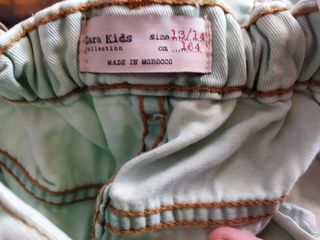 Zara Kids
collection
size 13/14
cm ...164
MADE IN MOROCCO